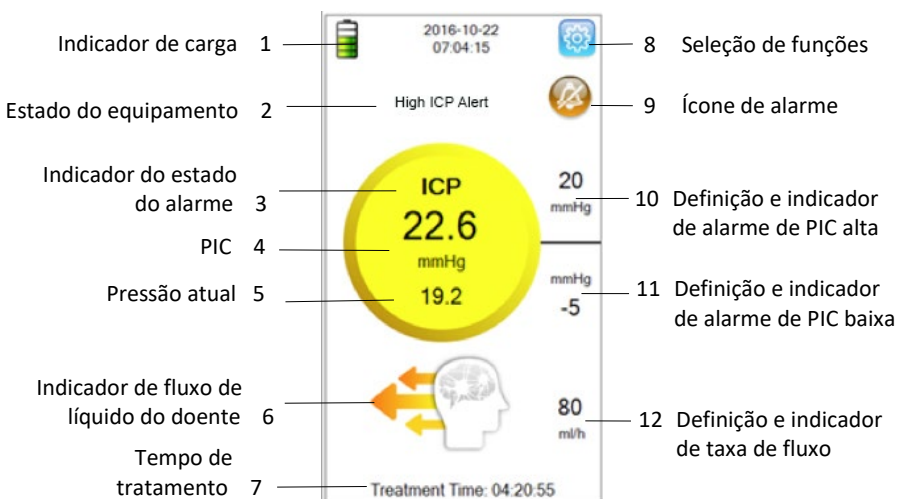 Indicador de carga 1
2016-10-22
07:04:15
8 Seleção de funções
Estado do equipamento 2
High ICP Alert
9 Ícone de alarme
Indicador do estado
do alarme 3
ICP
22.6
mmHg
19.2
PIC 4
Pressão atual 5
20
mmHg
10 Definição e indicador
de alarme de PIC alta
mmHg
-5
11 Definição e indicador
de alarme de PIC baixa
Indicador de fluxo de
líquido do doente 6
80
ml/h
12 Definição e indicador
de taxa de fluxo
Tempo de
tratamento 7
Treatment Time: 04:20:55